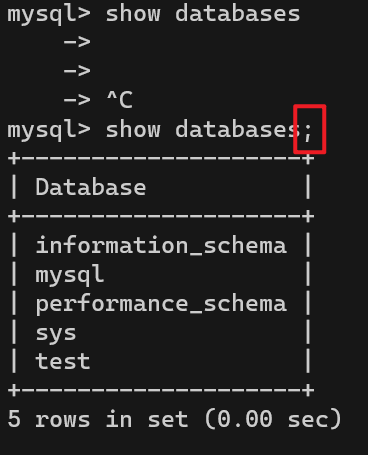 mysql> show databases
    ->
    ->
    -> ^C
mysql> show databases;
+--------------------+
| Database           |
+--------------------+
| information_schema |
| mysql              |
| performance_schema |
| sys                |
| test               |
+--------------------+
5 rows in set (0.00 sec)